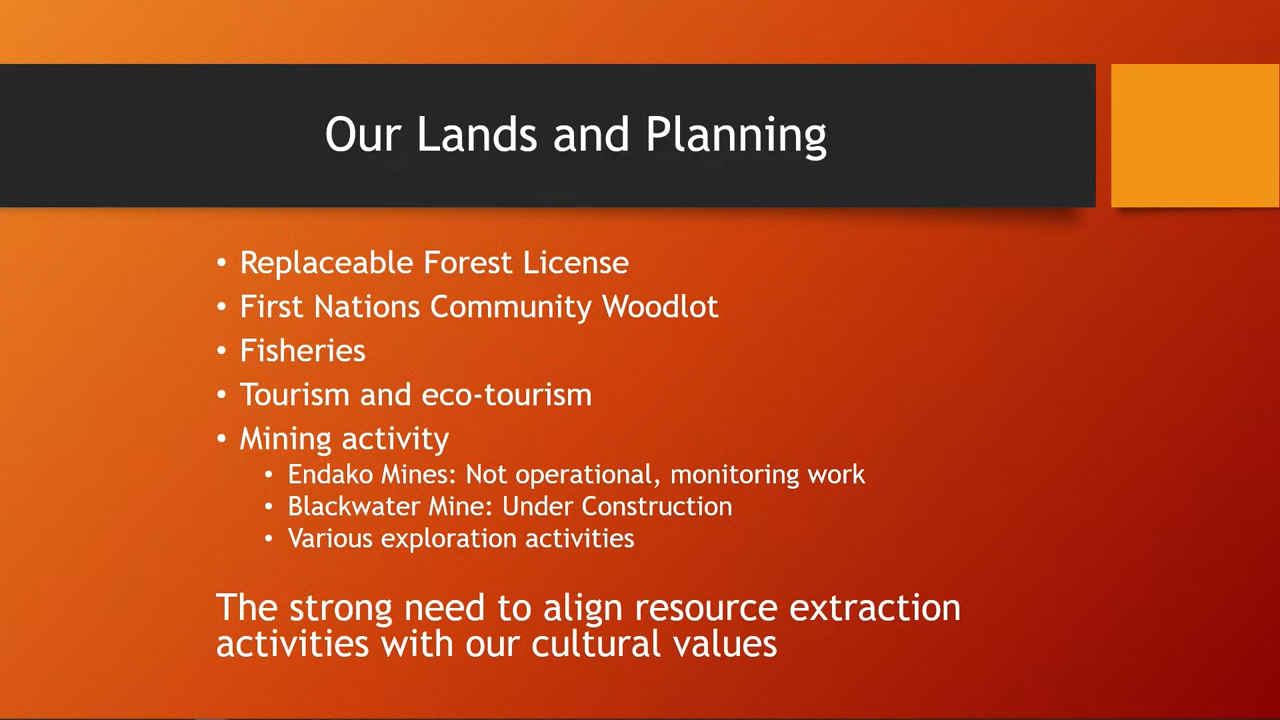 Our Lands and Planning
• Replaceable Forest License
• First Nations Community Woodlot
• Fisheries
• Tourism and eco-tourism
• Mining activity
• Endako Mines: Not operational, monitoring work
• Blackwater Mine: Under Construction
• Various exploration activities
The strong need to align resource extraction
activities with our cultural values